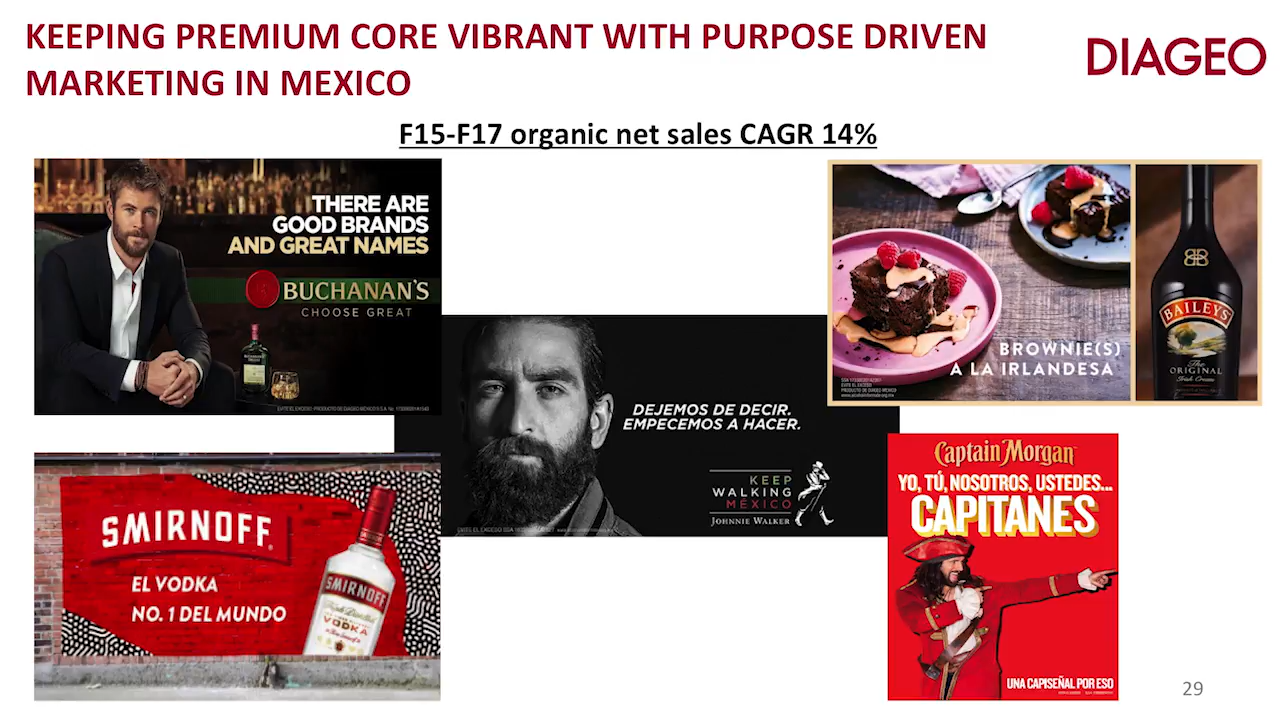 KEEPING PREMIUM CORE VIBRANT WITH PURPOSE DRIVEN
MARKETING IN MEXICO
DIAGEO
F15-F17 organic net sales CAGR 14%
THERE ARE
GOOD BRANDS
AND GREAT NAMES
BUCHANAN'S
CHOOSE GREAT
BROWNIE(S)
A LA IRLANDESA
BAILEYS
The
ORIGINAL
Irish Cream
DEJEMOS DE DECIR.
EMPECEMOS A HACER.
KEEP
WALKING
MÉXICO
JOHNNIE WALKER
SMIRNOFF
EL VODKA
NO. 1 DEL MUNDO
SMIRNOFF
VODKA
Captain Morgan
YO, TÚ, NOSOTROS, USTEDES...
CAPITANES
UNA CAPISEÑAL POR ESO
29